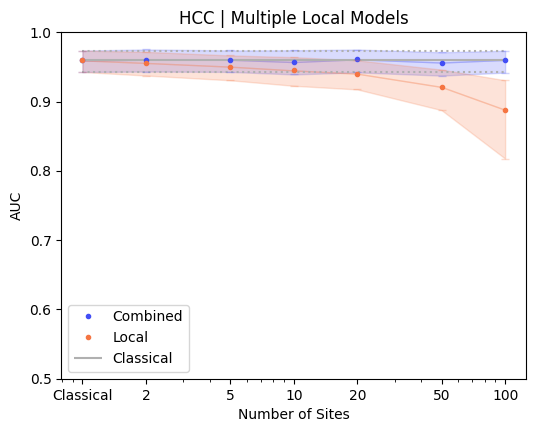 HCC | Multiple Local Models
1.0
0.9
0.8
0.7
0.6
0.5
AUC
Combined
Local
Classical
Classical 2 5 10 20 50 100
Number of Sites